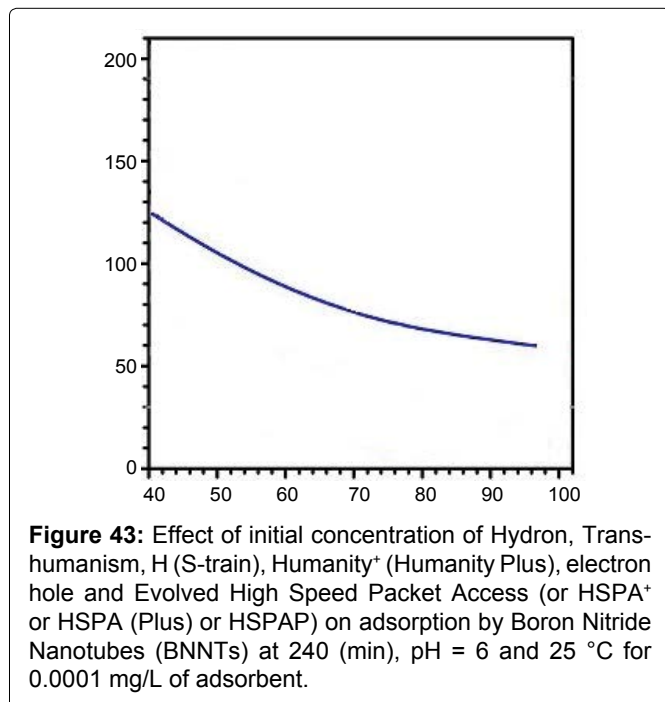 200
150
100
50
0
40 50 60 70 80 90 100
Figure 43: Effect of initial concentration of Hydron, Trans-
humanism, H (S-train), Humanity⁺ (Humanity Plus), electron
hole and Evolved High Speed Packet Access (or HSPA⁺
or HSPA (Plus) or HSPAP) on adsorption by Boron Nitride
Nanotubes (BNNTs) at 240 (min), pH = 6 and 25 °C for
0.0001 mg/L of adsorbent.